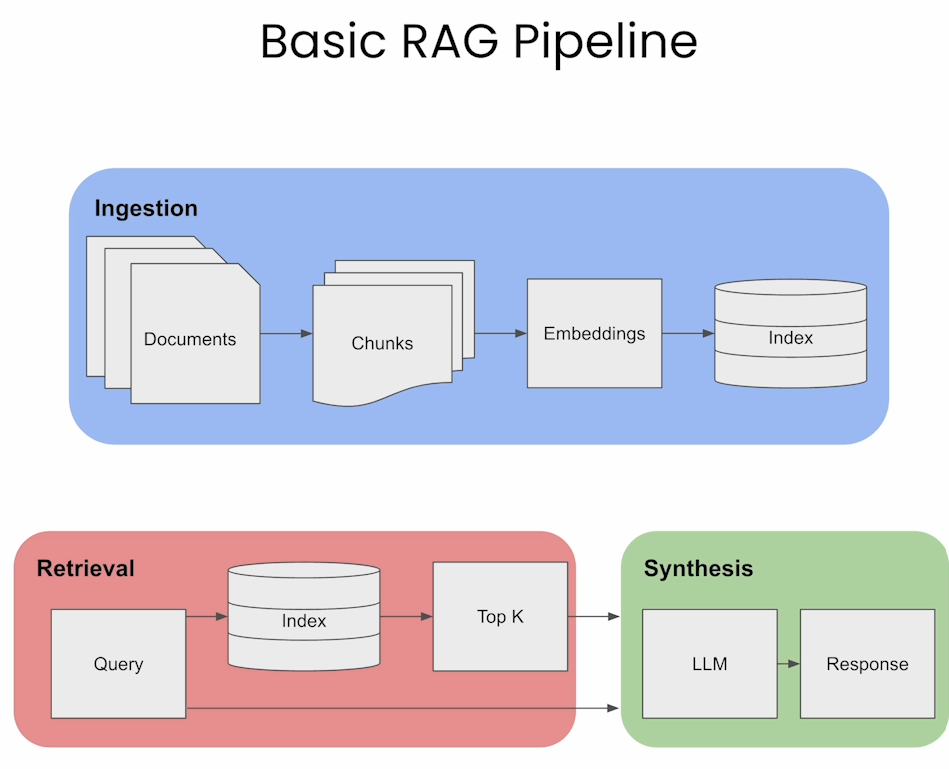 Basic RAG Pipeline
Ingestion
Documents
Chunks
Embeddings
Index
Retrieval
Query
Index
Top K
Synthesis
LLM
Response